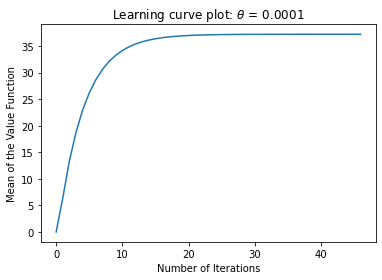 Learning curve plot: θ = 0.0001
Mean of the Value Function
35
30
25
20
15
10
5
0
0 10 20 30 40
Number of Iterations